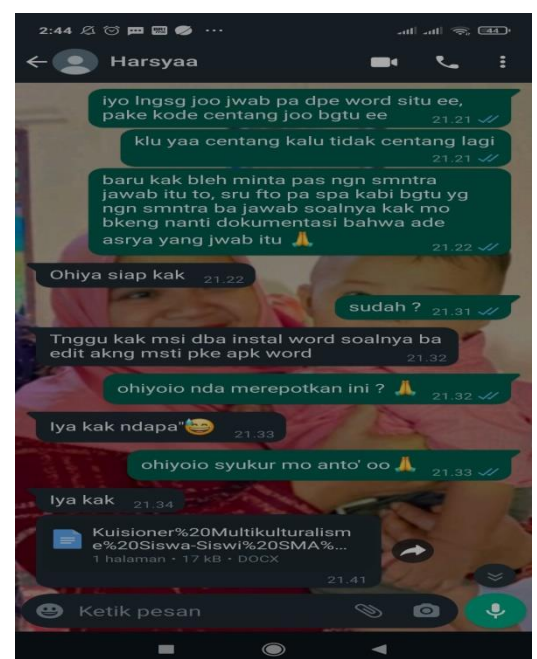 2:44
44
Harsyaa
iyo lngsg joo jwab pa dpe word situ ee,
pake kode centang joo bgtu ee
21.21
klu yaa centang kalu tidak centang lagi
21.21
baru kak bleh minta pas ngn smntra
jawab itu to, sru fto pa spa kabi bgtu yg
ngn smntra ba jawab soalnya kak mo
bkeng nanti dokumentasi bahwa ade
asrya yang jwab itu 🙏
21.22
Ohiya siap kak 21.22
sudah ? 21.31
Tnggu kak msi dba instal word soalnya ba
edit akng msti pke apk word
21.32
ohiyoio nda merepotkan ini ? 🙏 21.32
Iya kak ndapa"😅 21.33
ohiyoio syukur mo anto' oo🙏 21.33
Iya kak 21.34
Kuisioner%20Multikulturalism
e%20Siswa-Siswi%20SMA%...
1 halaman • 17 kB • DOCX
21.41
Ketik pesan